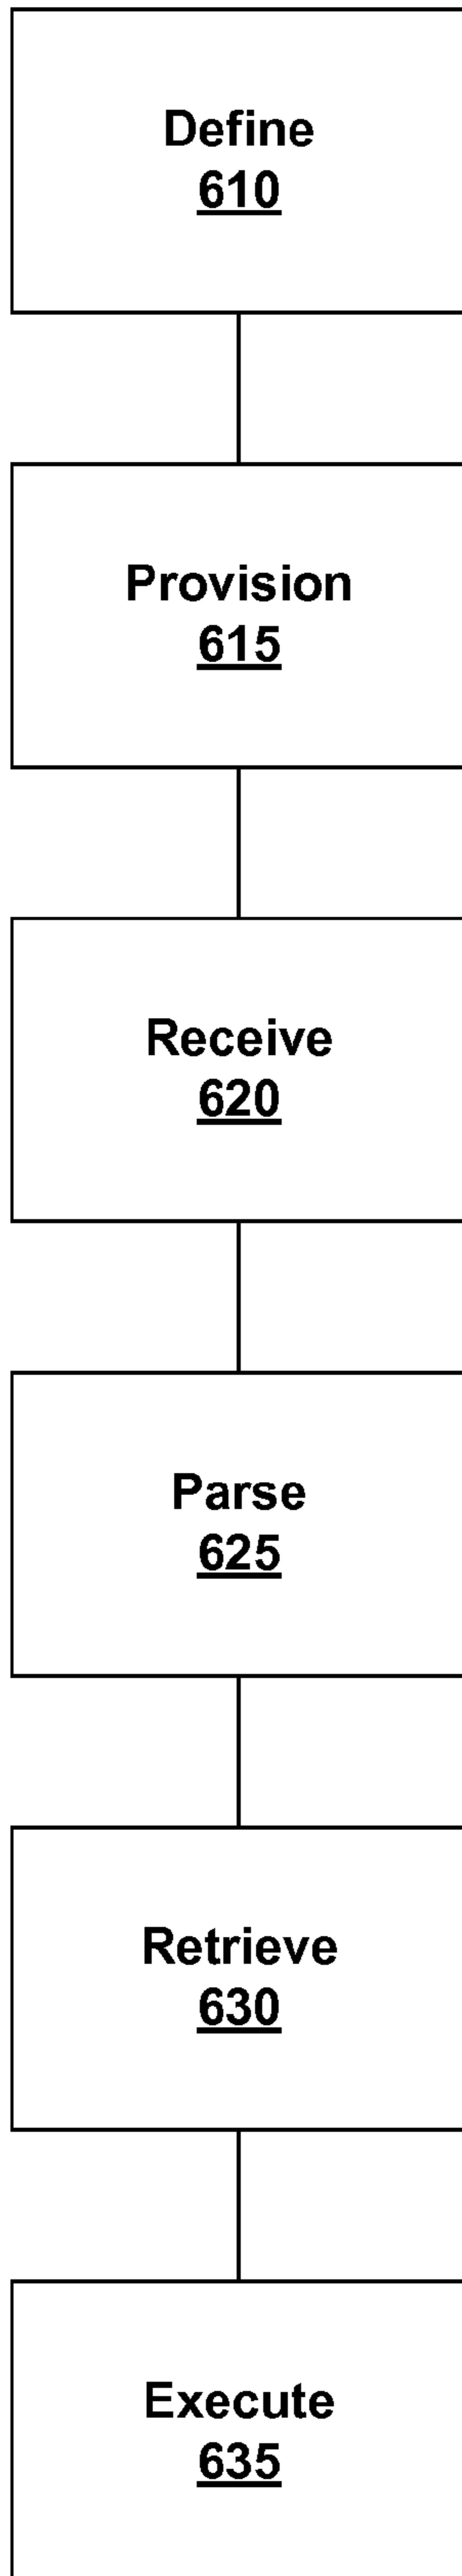 Define
610
Provision
615
Receive
620
Parse
625
Retrieve
630
Execute
635